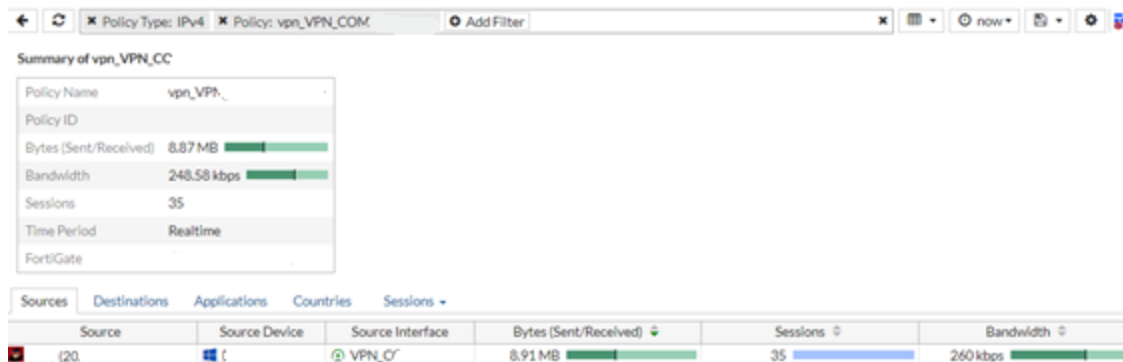 Policy Type: IPv4 Policy: vpn_VPN_COM Add Filter now
Summary of vpn_VPN_CC
Policy Name vpn_VPN_
Policy ID
Bytes (Sent/Received) 8.87 MB
Bandwidth 248.58 kbps
Sessions 35
Time Period Realtime
FortiGate
Sources Destinations Applications Countries Sessions
Source Source Device Source Interface Bytes (Sent/Received) Sessions Bandwidth
(20. VPN_C 8.91 MB 35 260 kbps